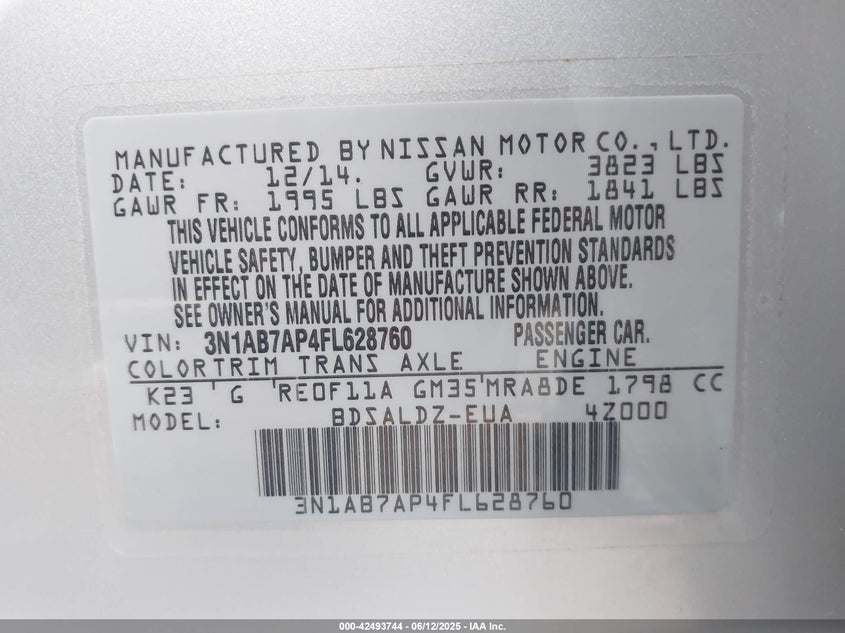 MANUFACTURED BY NISSAN MOTOR CO., LTD.
DATE: 12/14. GVWR: 3823 LBS
GAWR FR: 1995 LBS GAWR RR: 1841 LBS
THIS VEHICLE CONFORMS TO ALL APPLICABLE FEDERAL MOTOR
VEHICLE SAFETY, BUMPER AND THEFT PREVENTION STANDARDS
IN EFFECT ON THE DATE OF MANUFACTURE SHOWN ABOVE.
SEE OWNER'S MANUAL FOR ADDITIONAL INFORMATION.
VIN: 3N1AB7AP4FL628760 PASSENGER CAR.
COLOR TRIM TRANS AXLE ENGINE
K23 ' G 'RE0F11A GM35'MRA8DE 1798 CC
MODEL: BDSALDZ-EUA 4Z000
3N1AB7AP4FL628760
000-42493744 - 06/12/2025 - IAA Inc.